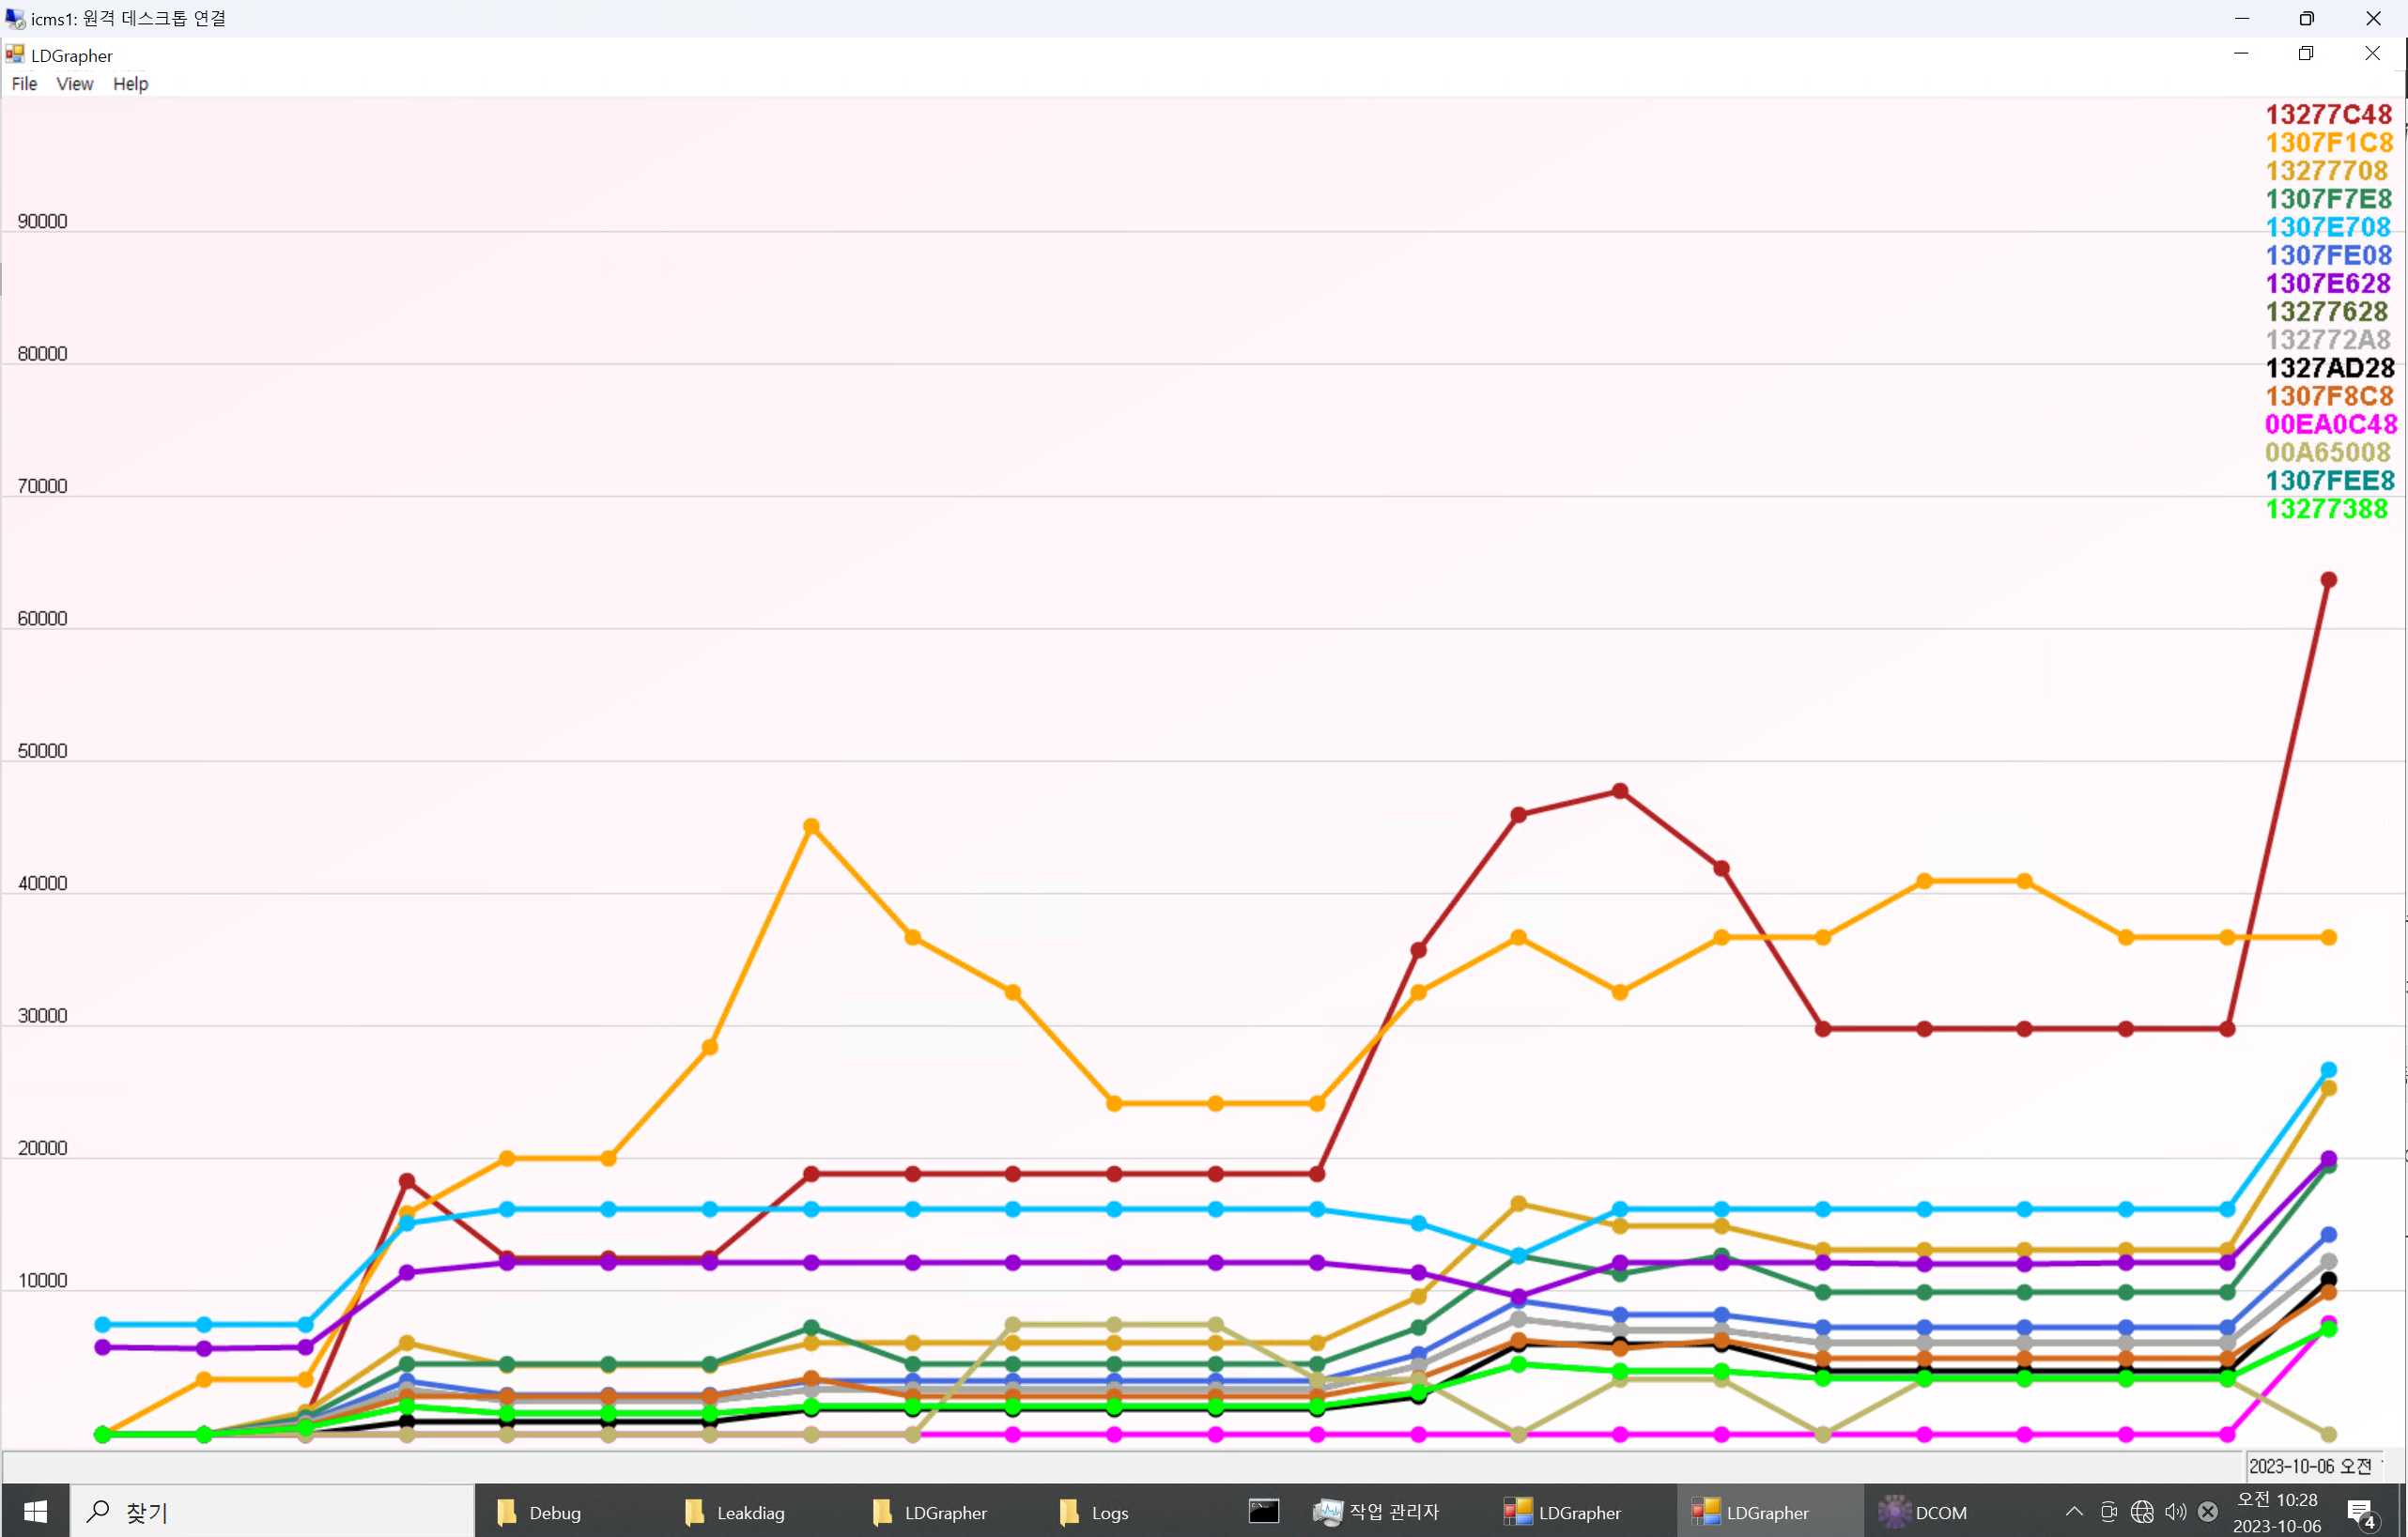 icms1: 원격 데스크톱 연결
LDGrapher
File View Help
13277C48
1307F1C8
13277708
1307F7E8
1307E708
1307FE08
1307E628
13277628
132772A8
1327AD28
1307F8C8
00EA0C48
00A65008
1307FEE8
13277388
90000
80000
70000
60000
50000
40000
30000
20000
10000
2023-10-06 오전
찾기
Debug
Leakdiag
LDGrapher
Logs
작업 관리자
LDGrapher
LDGrapher
DCOM
오전 10:28
2023-10-06
4